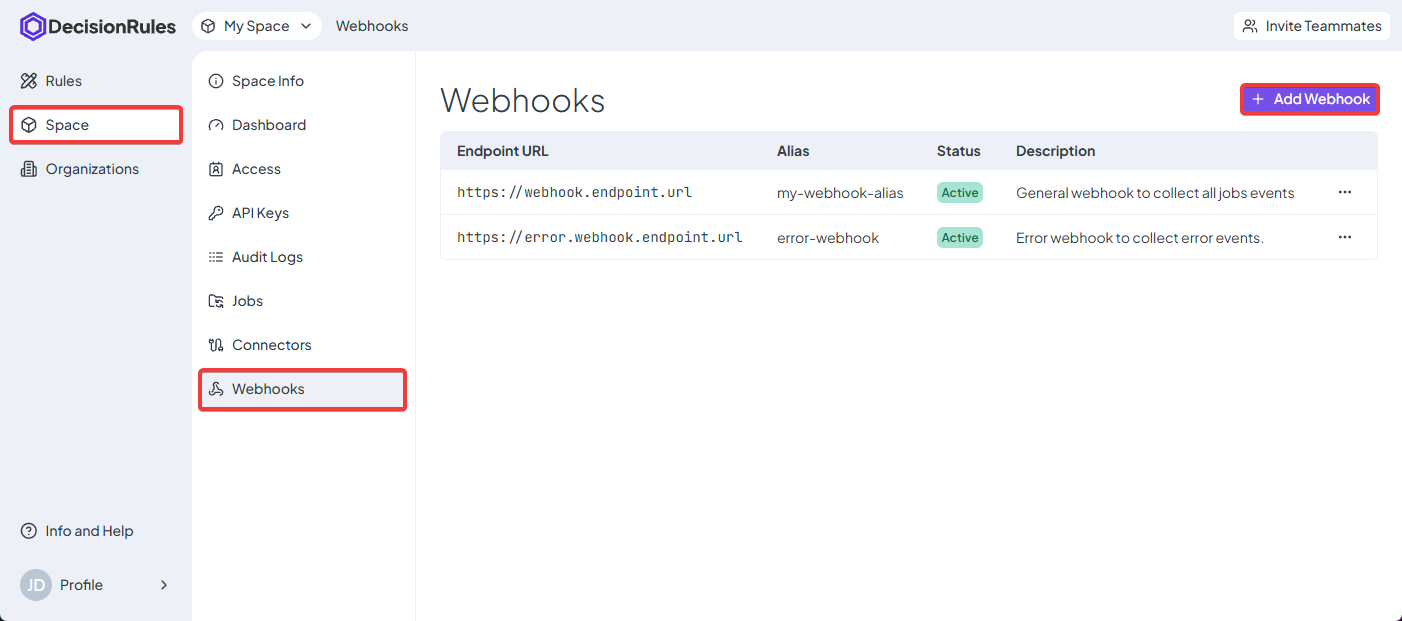 DecisionRules
My Space
Webhooks
Invite Teammates
Rules
Space
Organizations
Info and Help
JD
Profile
Space Info
Dashboard
Access
API Keys
Audit Logs
Jobs
Connectors
Webhooks
Webhooks
+ Add Webhook
Endpoint URL Alias Status Description
https://webhook.endpoint.url my-webhook-alias Active General webhook to collect all jobs events ...
https://error.webhook.endpoint.url error-webhook Active Error webhook to collect error events. ...